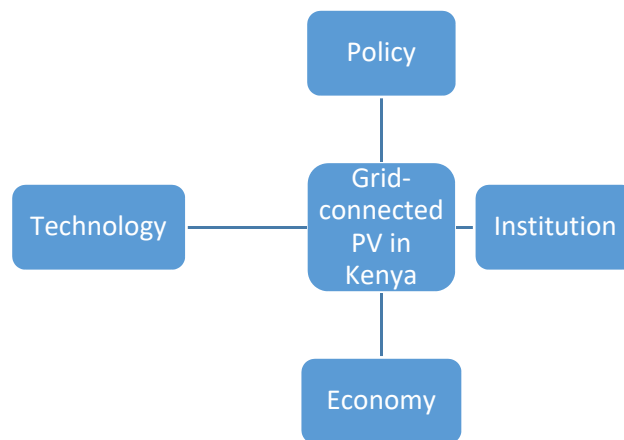 Policy
Technology
Grid-
connected
PV in
Kenya
Institution
Economy